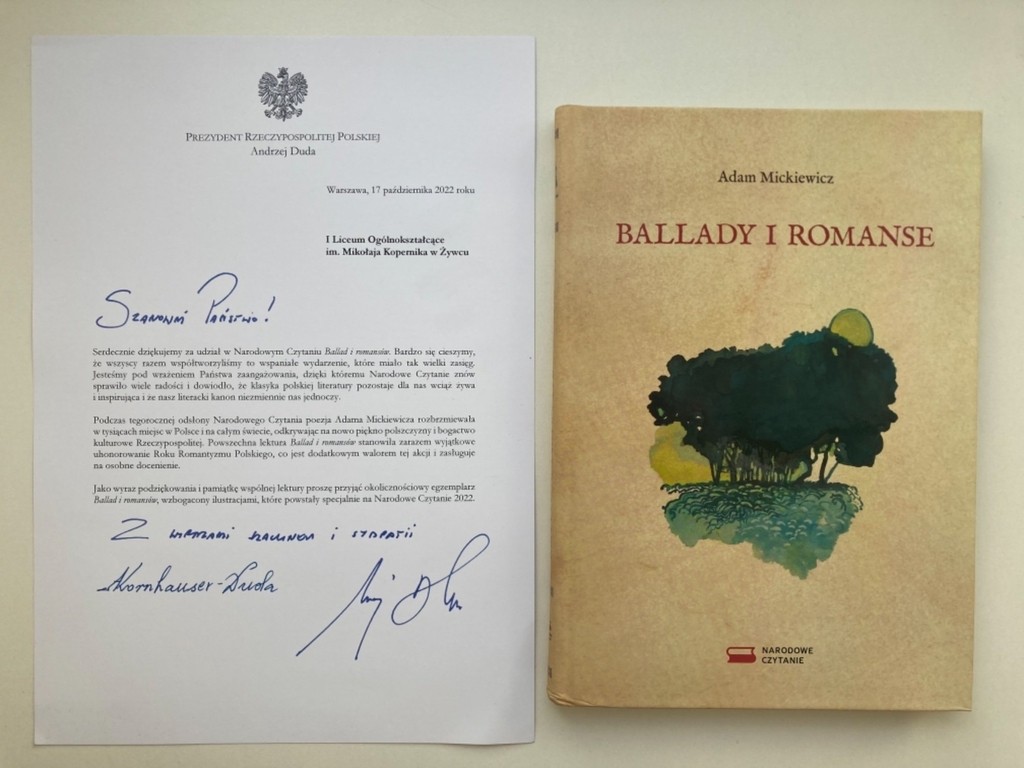 PREZYDENT RZECZYPOSPOLITEJ POLSKIEJ
Andrzej Duda
Warszawa, 17 października 2022 roku
I Liceum Ogólnokształcące
im. Mikołaja Kopernika w Żywcu
Szanowni Państwo!
Serdecznie dziękujemy za udział w Narodowym Czytaniu Ballad i romansów. Bardzo się cieszymy,
że wszyscy razem współtworzyliśmy to wspaniałe wydarzenie, które miało tak wielki zasięg.
Jesteśmy pod wrażeniem Państwa zaangażowania, dzięki któremu Narodowe Czytanie znów
sprawiło wiele radości i dowiodło, że klasyka polskiej literatury pozostaje dla nas wciąż żywa
i inspirująca i że nasz literacki kanon niezmiennie nas jednoczy.
Podczas tegorocznej odsłony Narodowego Czytania poezja Adama Mickiewicza rozbrzmiewała
w tysiącach miejsc w Polsce i na całym świecie, odkrywając na nowo piękno polszczyzny i bogactwo
kulturowe Rzeczypospolitej. Powszechna lektura Ballad i romansów stanowiła zarazem wyjątkowe
uhonorowanie Roku Romantyzmu Polskiego, co jest dodatkowym walorem tej akcji i zasługuje
na osobne docenienie.
Jako wyraz podziękowania i pamiątkę wspólnej lektury proszę przyjąć okolicznościowy egzemplarz
Ballad i romansów, wzbogacony ilustracjami, które powstały specjalnie na Narodowe Czytanie 2022.
Z wyrazami szacunku i sympatii
AKornhauser-Duda
Adam Mickiewicz
BALLADY I ROMANSE
NARODOWE
CZYTANIE